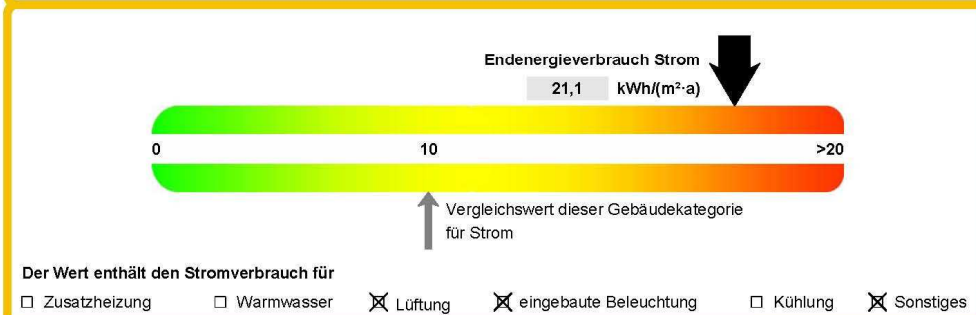 Endenergieverbrauch Strom
21,1 kWh/(m²·a)
0 10 >20
Vergleichswert dieser Gebäudekategorie
für Strom
Der Wert enthält den Stromverbrauch für
☐ Zusatzheizung ☐ Warmwasser ☒ Lüftung ☒ eingebaute Beleuchtung ☐ Kühlung ☒ Sonstiges